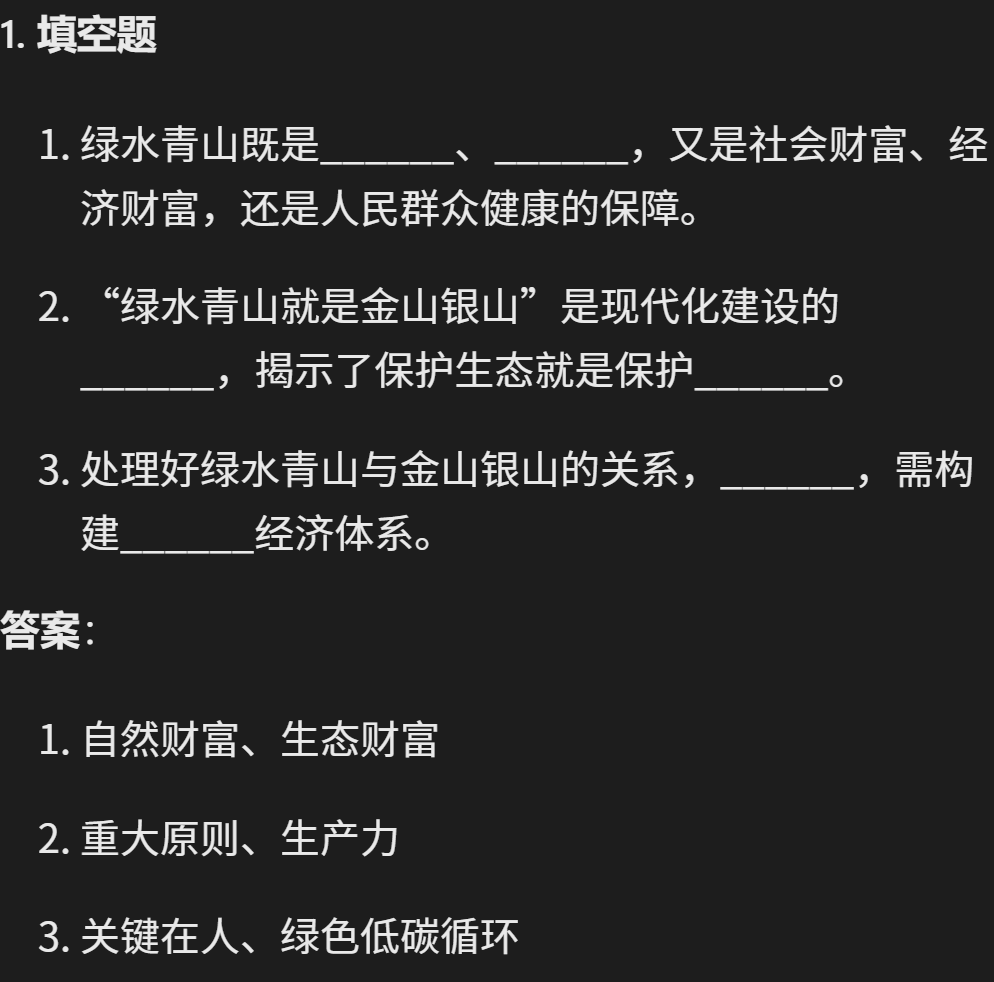 1. 填空题
1. 绿水青山既是______、______，又是社会财富、经
济财富，还是人民群众健康的保障。
2. “绿水青山就是金山银山”是现代化建设的
______，揭示了保护生态就是保护______。
3. 处理好绿水青山与金山银山的关系，______，需构
建______经济体系。
答案：
1. 自然财富、生态财富
2. 重大原则、生产力
3. 关键在人、绿色低碳循环